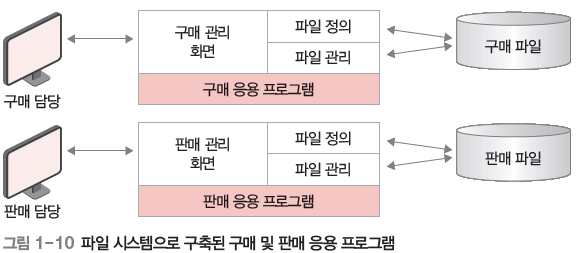 구매 담당
구매 관리
화면
파일 정의
파일 관리
구매 응용 프로그램
구매 파일
판매 담당
판매 관리
화면
파일 정의
파일 관리
판매 응용 프로그램
판매 파일
그림 1-10 파일 시스템으로 구축된 구매 및 판매 응용 프로그램